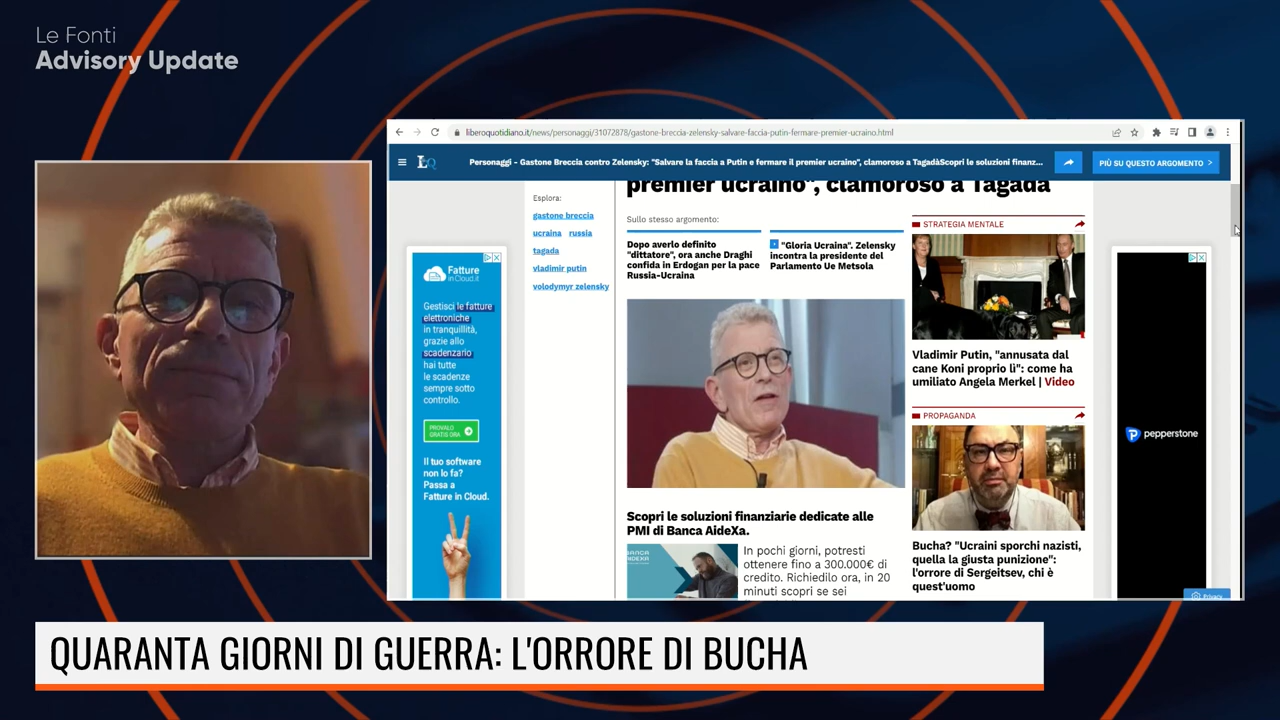 Le Fonti
Advisory Update
liberoquotidiano.it/news/personaggi/31072878/gastone-breccia-zelensky-salvare-faccia-putin-fermare-premier-ucraino.html
LQ
Personaggi - Gastone Breccia contro Zelensky: "Salvare la faccia a Putin e fermare il premier ucraino", clamoroso a TagadàScopri le soluzioni finanz...
PIÙ SU QUESTO ARGOMENTO >
premier ucraino", clamoroso a Tagadà
Esplora:
gastone breccia
ucraina russia
tagada
vladimir putin
volodymyr zelensky
Sullo stesso argomento:
Dopo averlo definito
"dittatore", ora anche Draghi
confida in Erdogan per la pace
Russia-Ucraina
"Gloria Ucraina". Zelensky
incontra la presidente del
Parlamento Ue Metsola
STRATEGIA MENTALE
Vladimir Putin, "annusata dal
cane Koni proprio lì": come ha
umiliato Angela Merkel | Video
PROPAGANDA
Bucha? "Ucraini sporchi nazisti,
quella la giusta punizione":
l'orrore di Sergeitsev, chi è
quest'uomo
Fatture
in Cloud.it
Gestisci le fatture
elettroniche
in tranquillità,
grazie allo
scadenzario
hai tutte
le scadenze
sempre sotto
controllo.
PROVALO
GRATIS ORA
Il tuo software
non lo fa?
Passa a
Fatture in Cloud.
Scopri le soluzioni finanziarie dedicate alle
PMI di Banca AideXa.
BANCA
AIDEXA
In pochi giorni, potresti
ottenere fino a 300.000€ di
credito. Richiedilo ora, in 20
minuti scopri se sei
pepperstone
Privacy
QUARANTA GIORNI DI GUERRA: L'ORRORE DI BUCHA